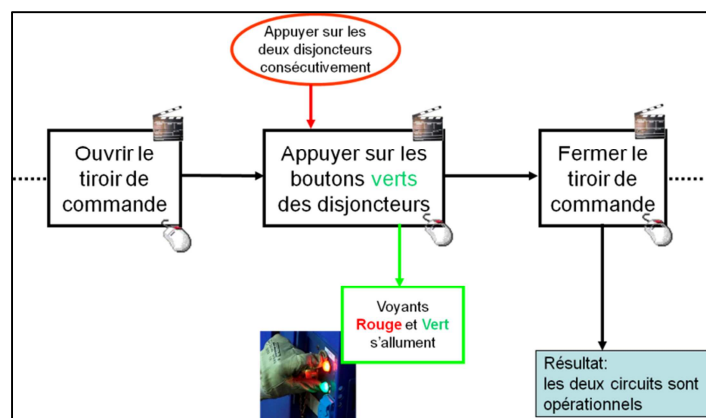 Appuyer sur les
deux disjoncteurs
consécutivement
Ouvrir le
tiroir de
commande
Appuyer sur les
boutons verts
des disjoncteurs
Fermer le
tiroir de
commande
Voyants
Rouge et Vert
s'allument
Résultat:
les deux circuits sont
opérationnels